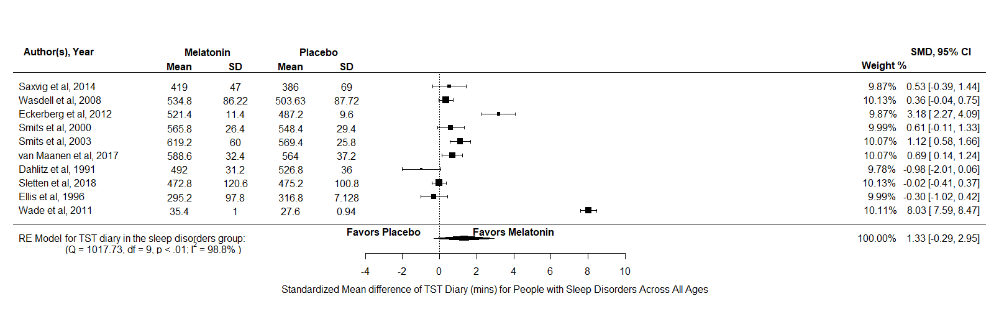 Author(s), Year Melatonin Placebo SMD, 95% CI
Mean SD Mean SD Weight %
Saxvig et al, 2014 419 47 386 69 9.87% 0.53 [-0.39, 1.44]
Wasdell et al, 2008 534.8 86.22 503.63 87.72 10.13% 0.36 [-0.04, 0.75]
Eckerberg et al, 2012 521.4 11.4 487.2 9.6 9.87% 3.18 [ 2.27, 4.09]
Smits et al, 2000 565.8 26.4 548.4 29.4 9.99% 0.61 [-0.11, 1.33]
Smits et al, 2003 619.2 60 569.4 25.8 10.07% 1.12 [ 0.58, 1.66]
van Maanen et al, 2017 588.6 32.4 564 37.2 10.07% 0.69 [ 0.14, 1.24]
Dahlitz et al, 1991 492 31.2 526.8 36 9.78% -0.98 [-2.01, 0.06]
Sletten et al, 2018 472.8 120.6 475.2 100.8 10.13% -0.02 [-0.41, 0.37]
Ellis et al, 1996 295.2 97.8 316.8 7.128 9.99% -0.30 [-1.02, 0.42]
Wade et al, 2011 35.4 1 27.6 0.94 10.11% 8.03 [ 7.59, 8.47]
Favors Placebo Favors Melatonin
RE Model for TST diary in the sleep disorders group: 100.00% 1.33 [-0.29, 2.95]
(Q = 1017.73, df = 9, p < .01; I² = 98.8% )
-4 -2 0 2 4 6 8 10
Standardized Mean difference of TST Diary (mins) for People with Sleep Disorders Across All Ages